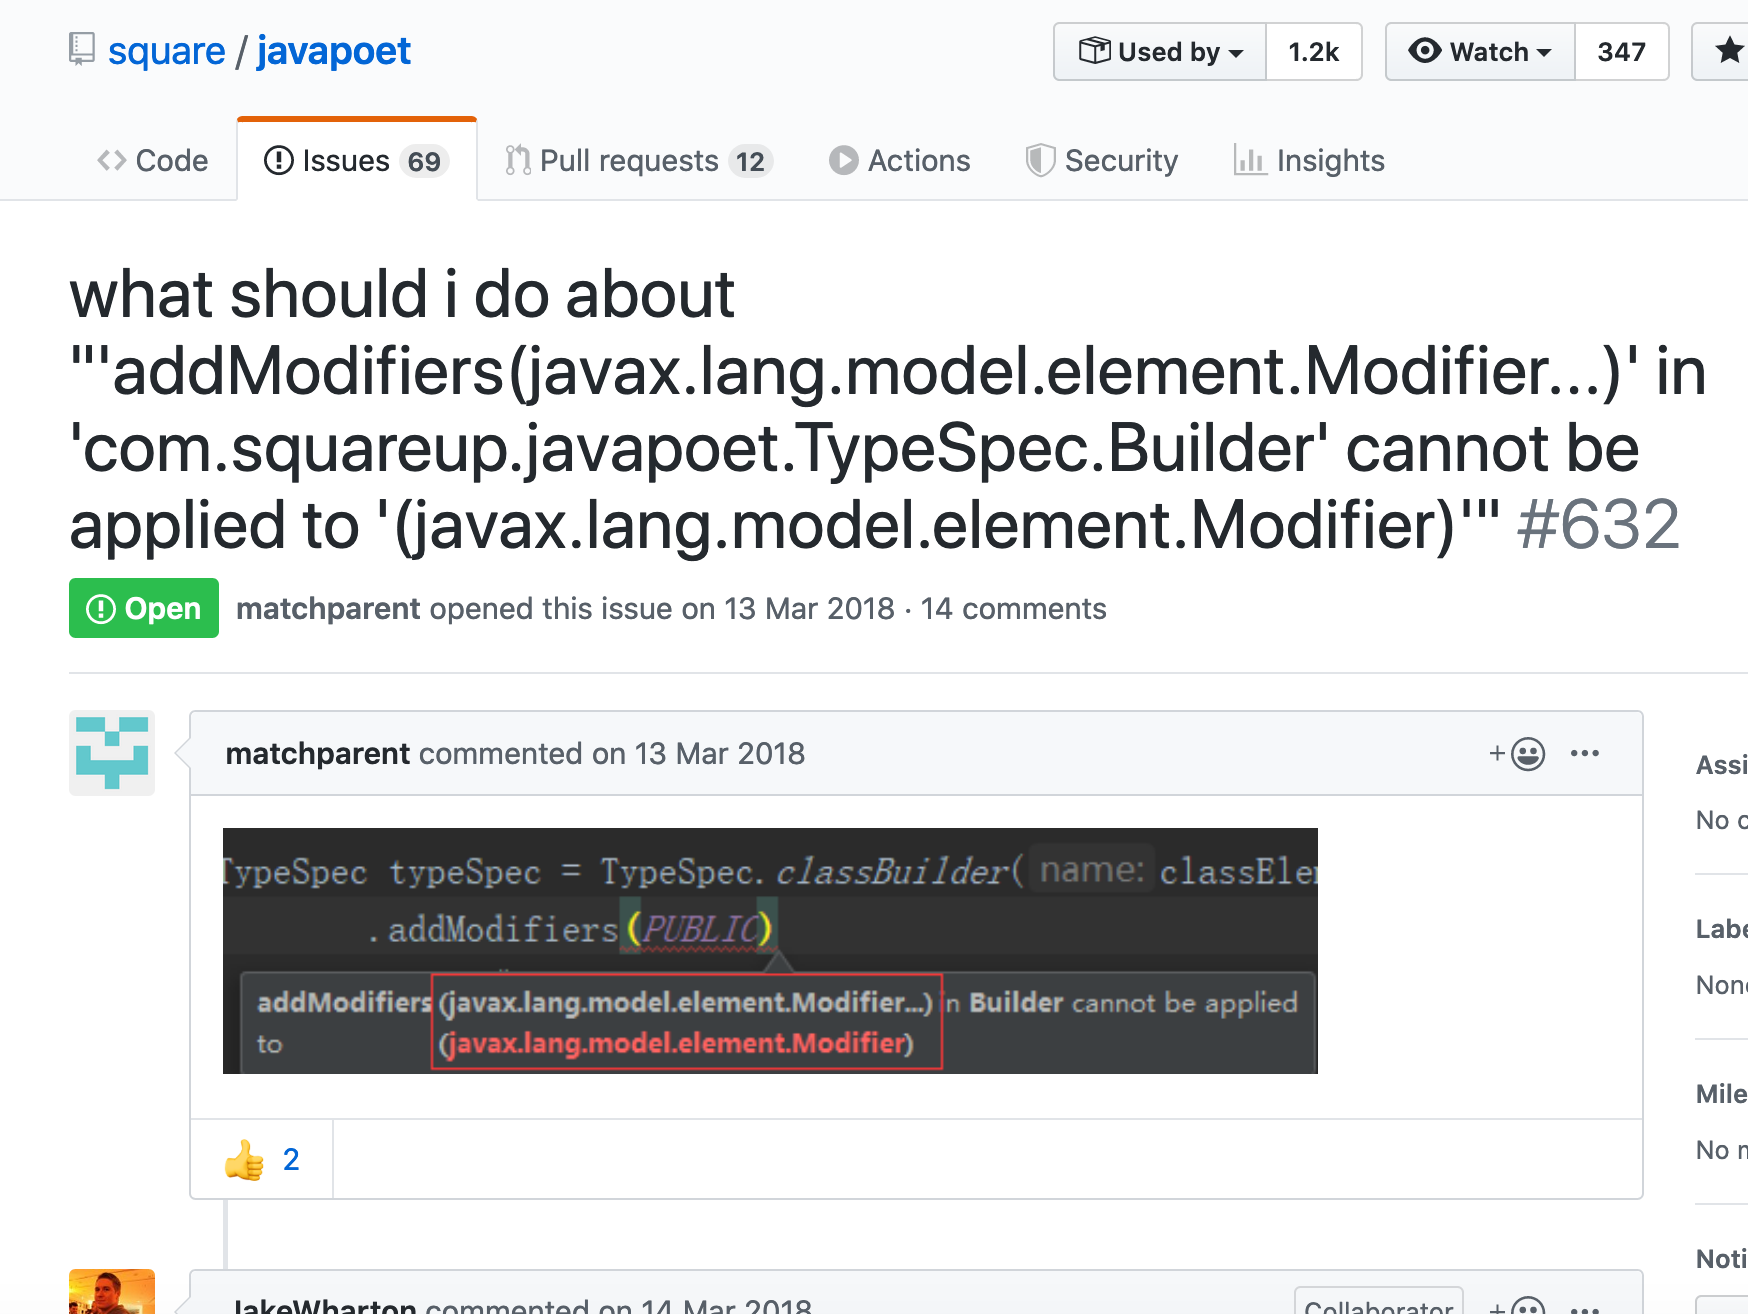 square / javapoet
Used by 1.2k Watch 347
Code Issues 69 Pull requests 12 Actions Security Insights
what should i do about
"'addModifiers(javax.lang.model.element.Modifier...)' in
'com.squareup.javapoet.TypeSpec.Builder' cannot be
applied to '(javax.lang.model.element.Modifier)'" #632
Open matchparent opened this issue on 13 Mar 2018 · 14 comments
matchparent commented on 13 Mar 2018
Assi
No
TypeSpec typeSpec = TypeSpec.classBuilder( name: classEle
.addModifiers(PUBLIC)
Labe
None
addModifiers (javax.lang.model.element.Modifier...) in Builder cannot be applied
to (javax.lang.model.element.Modifier)
Mile
No
2
Noti
JakeWharton commented on 14 Mar 2018 Collaborator